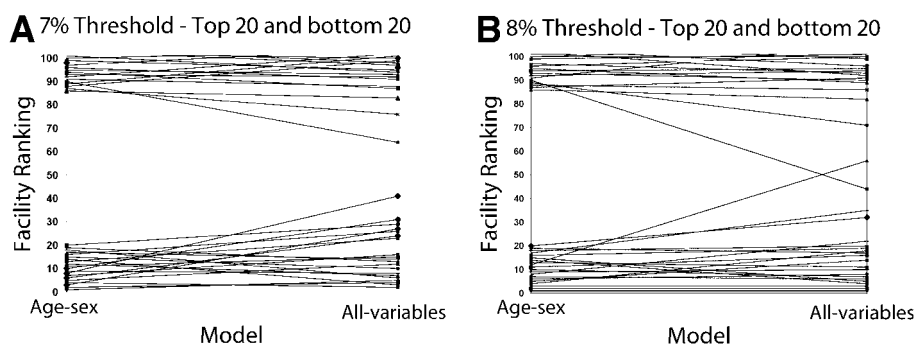 A 7% Threshold - Top 20 and bottom 20
Facility Ranking
100
90
80
70
60
50
40
30
20
10
0
Age-sex
All-variables
Model
B 8% Threshold - Top 20 and bottom 20
Facility Ranking
100
90
80
70
60
50
40
30
20
10
0
Age-sex
All-variables
Model